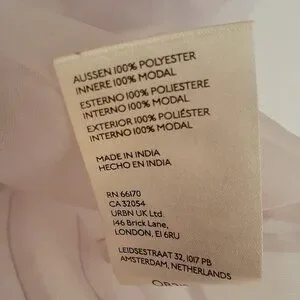 AUSSEN 100% POLYESTER
INNERE 100% MODAL
ESTERNO 100% POLIESTERE
INTERNO 100% MODAL
EXTERIOR 100% POLIÉSTER
INTERNO 100% MODAL
MADE IN INDIA
HECHO EN INDIA
RN 66170
CA 32054
URBN UK Ltd.
146 Brick Lane,
LONDON, E1 6RU
LEIDSESTRAAT 32, 1017 PB
AMSTERDAM, NETHERLANDS